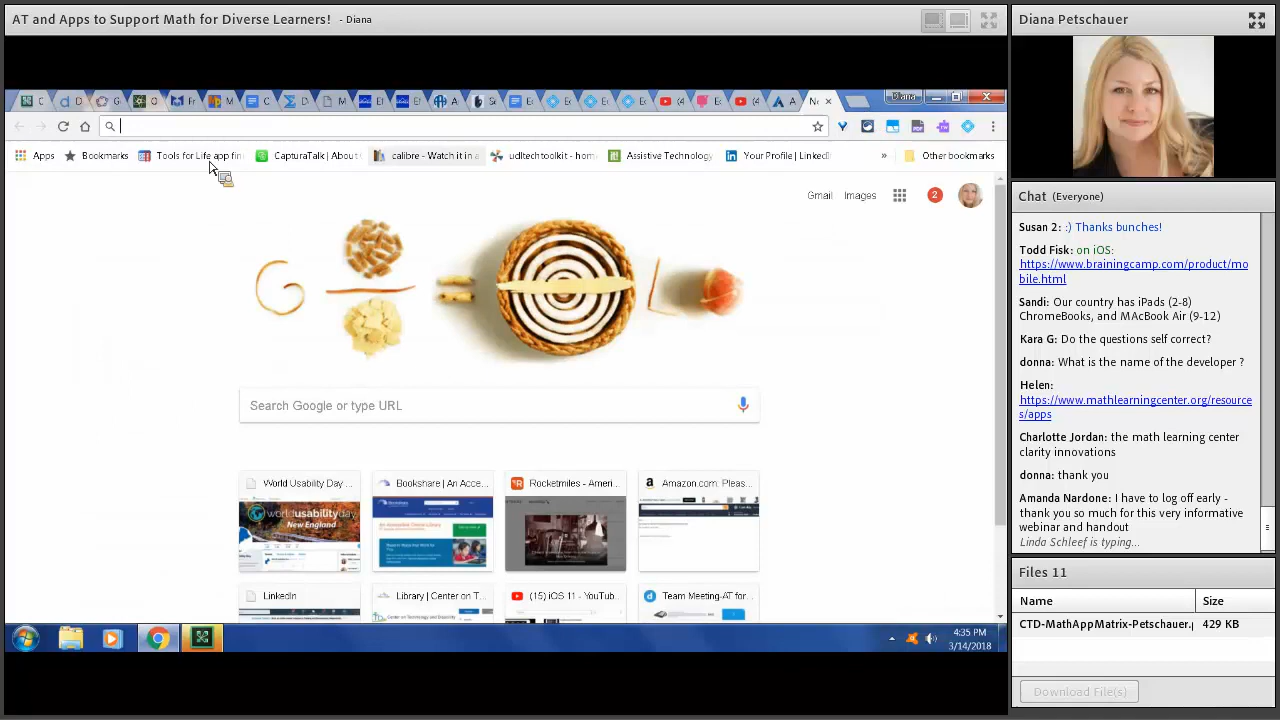 AT and Apps to Support Math for Diverse Learners! - Diana
Diana
Apps
Bookmarks
Tools for Life app fin
CapturaTalk | About
calibre - Watch it in a
udltechtoolkit - hom
Assistive Technology
Your Profile | LinkedI
»
Other bookmarks
Gmail
Images
2
Search Google or type URL
World Usability Day ...
Bookshare | An Acce...
Rocketmiles - Ameri...
Amazon.com: Pleas...
worldusabilityday
New England
LinkedIn
Library | Center on T...
(15) iOS 11 - YouTub...
Team Meeting-AT for...
4:35 PM
3/14/2018
Diana Petschauer
Chat (Everyone)
Susan 2: :) Thanks bunches!
Todd Fisk: on iOS:
https://www.brainingcamp.com/product/mo
bile.html
Sandi: Our country has iPads (2-8)
ChromeBooks, and MAcBook Air (9-12)
Kara G: Do the questions self correct?
donna: What is the name of the developer ?
Helen:
https://www.mathlearningcenter.org/resource
s/apps
Charlotte Jordan: the math learning center
clarity innovations
donna: thank you
Amanda Nardone: I have to log off early -
thank you so much for this very informative
webinar and handout
Linda Schleef is typing...
Files 11
Name
Size
CTD-MathAppMatrix-Petschauer.p
429 KB
Download File(s)